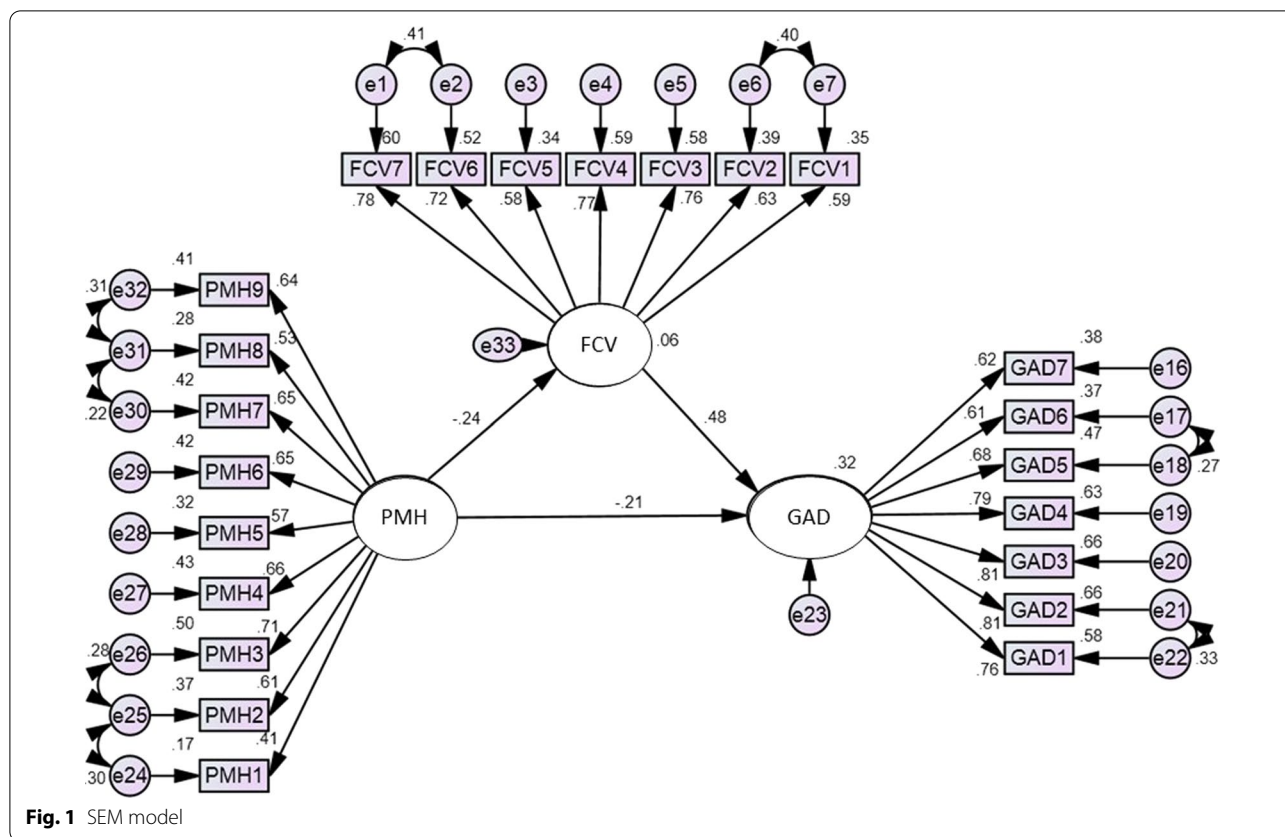 .41 .40
e1 e2 e3 e4 e5 e6 e7
60 .52 .34 .59 .58 .39 .35
FCV7 FCV6 FCV5 FCV4 FCV3 FCV2 FCV1
.78 .72 .58 .77 .76 .63 .59
.41
.31 e32 PMH9 .64
.28
e31 PMH8 .53
.42
.22 e30 PMH7 .65
.42
e29 PMH6 .65
.32
e28 PMH5 57
.43
e27 PMH4 .66
.50
.28 e26 PMH3 .71
.37
e25 PMH2 .61
.17
.30 e24 PMH1 .41
e33 FCV .06
-.24 .48
PMH -.21 GAD
.32
e23
.38
.62 GAD7 e16
.37
.61 GAD6 e17
.47
.68 GAD5 e18 .27
.79 GAD4 .63 e19
.66
GAD3 e20
.81 .66
GAD2 e21
.81 .58
.76 GAD1 e22 .33
Fig. 1 SEM model